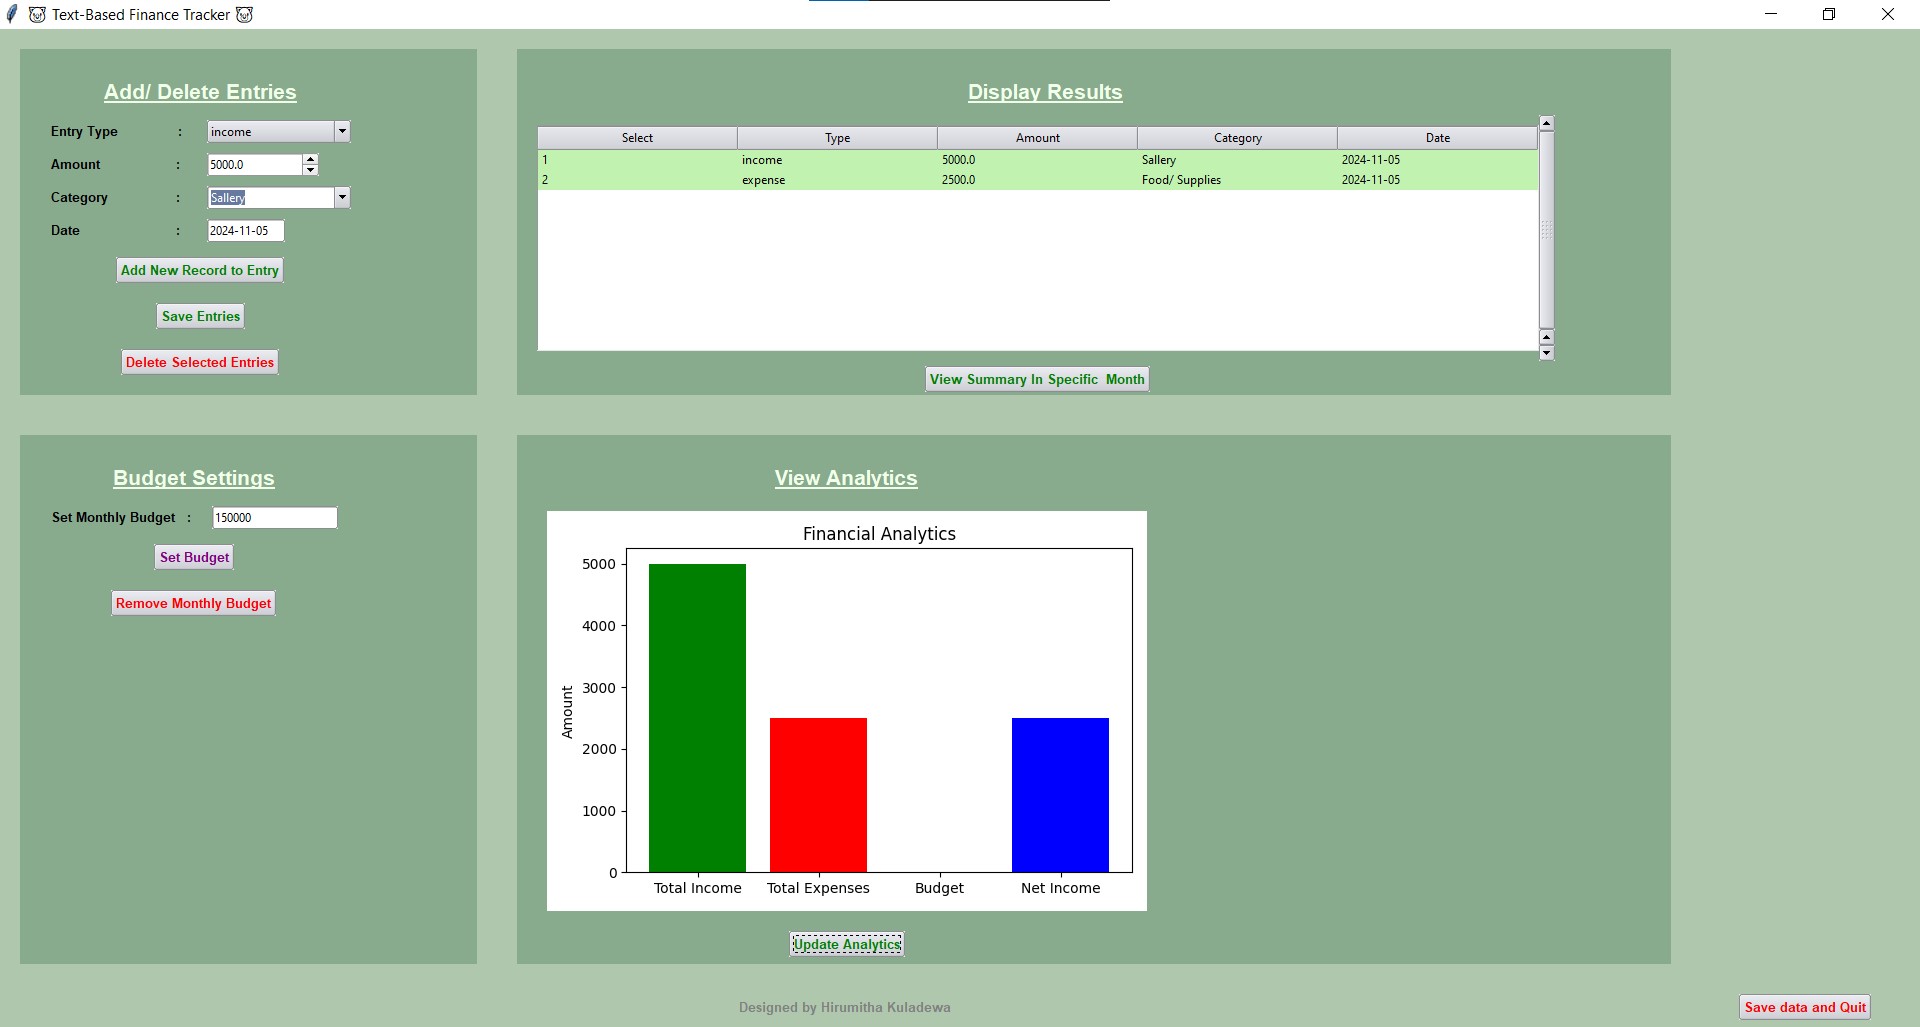 Text-Based Finance Tracker
Add/ Delete Entries
Entry Type : income
Amount : 5000.0
Category : Sallery
Date : 2024-11-05
Add New Record to Entry
Save Entries
Delete Selected Entries
Display Results
Select Type Amount Category Date
1 income 5000.0 Sallery 2024-11-05
2 expense 2500.0 Food/ Supplies 2024-11-05
View Summary In Specific  Month
Budget Settings
Set Monthly Budget : 150000
Set Budget
Remove Monthly Budget
View Analytics
Financial Analytics
Amount
5000
4000
3000
2000
1000
0
Total Income Total Expenses Budget Net Income
Update Analytics
Designed by Hirumitha Kuladewa
Save data and Quit